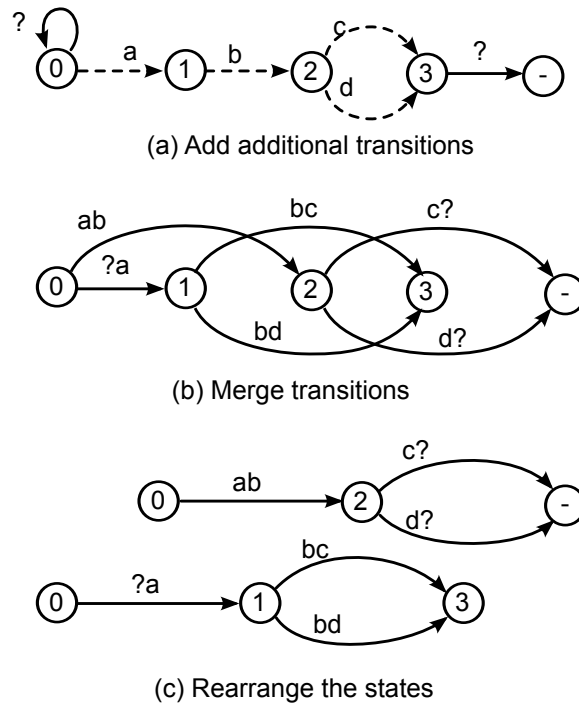 ? a b c d ?
0 1 2 3 -
(a) Add additional transitions
ab bc c?
?a
0 1 2 3 -
bd d?
(b) Merge transitions
c?
ab
0 2 -
d?
bc
?a
0 1 3
bd
(c) Rearrange the states